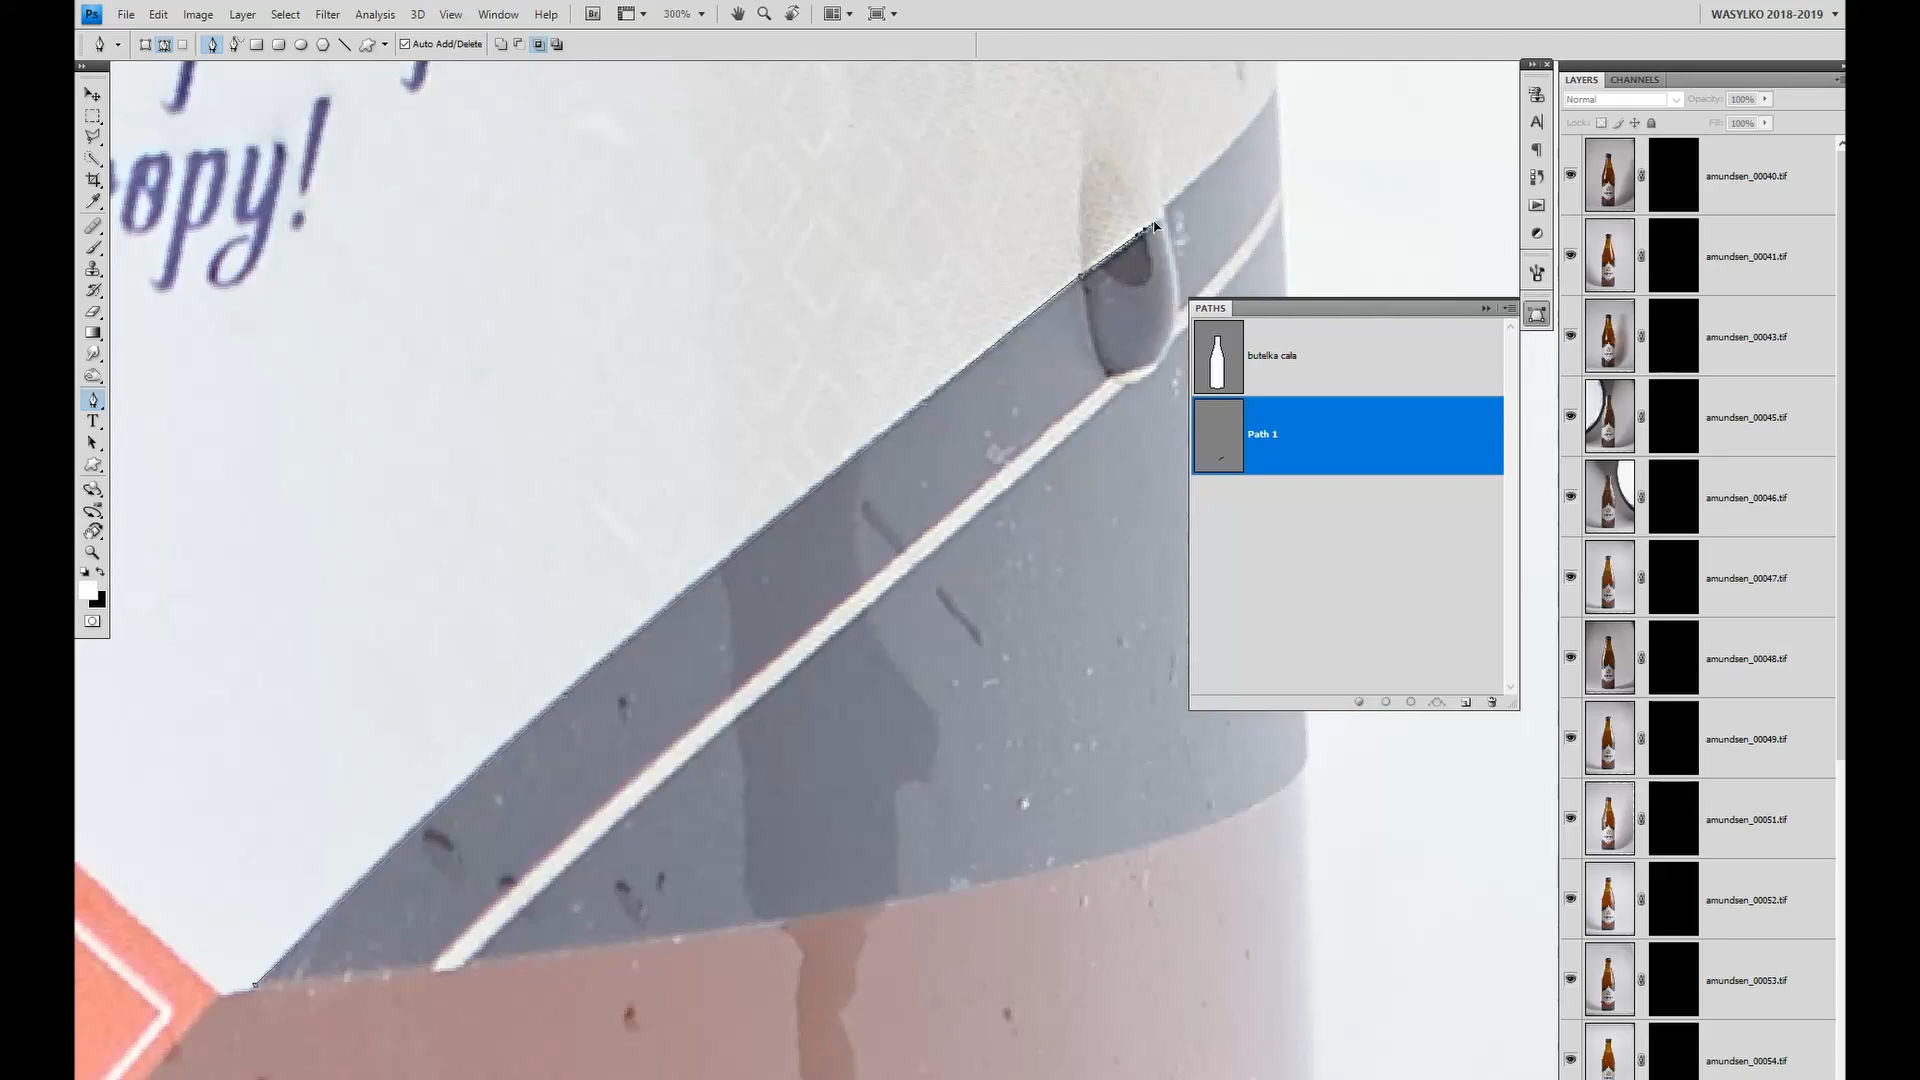 Ps File Edit Image Layer Select Filter Analysis 3D View Window Help Br 300% WASYLKO 2018-2019
Auto Add/Delete
opy!
LAYERS CHANNELS
Normal Opacity: 100%
Lock: Fill: 100%
amundsen_00040.tif
amundsen_00041.tif
PATHS
amundsen_00043.tif
butelka cała
amundsen_00045.tif
Path 1
amundsen_00046.tif
amundsen_00047.tif
amundsen_00048.tif
amundsen_00049.tif
amundsen_00051.tif
amundsen_00052.tif
amundsen_00053.tif
amundsen_00054.tif